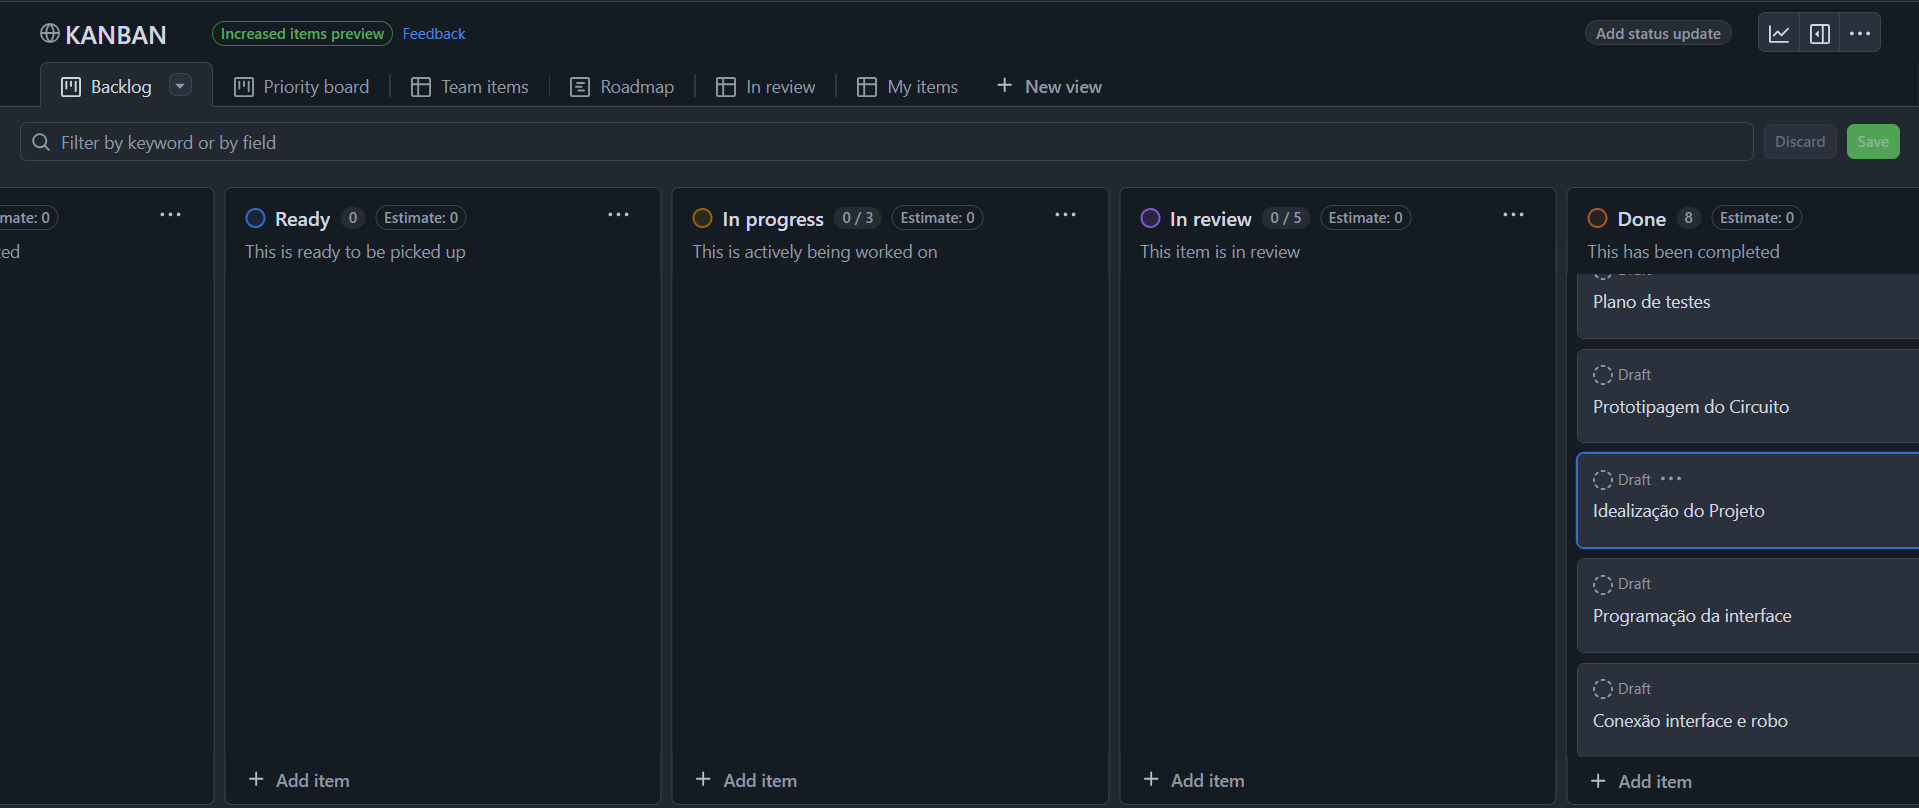 KANBAN
Increased items preview
Feedback
Add status update
Backlog
Priority board
Team items
Roadmap
In review
My items
New view
Filter by keyword or by field
Discard
Save
mate: 0
ed
Ready 0 Estimate: 0
This is ready to be picked up
Add item
In progress 0 / 3 Estimate: 0
This is actively being worked on
Add item
In review 0 / 5 Estimate: 0
This item is in review
Add item
Done 8 Estimate: 0
This has been completed
Plano de testes
Draft
Prototipagem do Circuito
Draft
Idealização do Projeto
Draft
Programação da interface
Draft
Conexão interface e robo
Add item